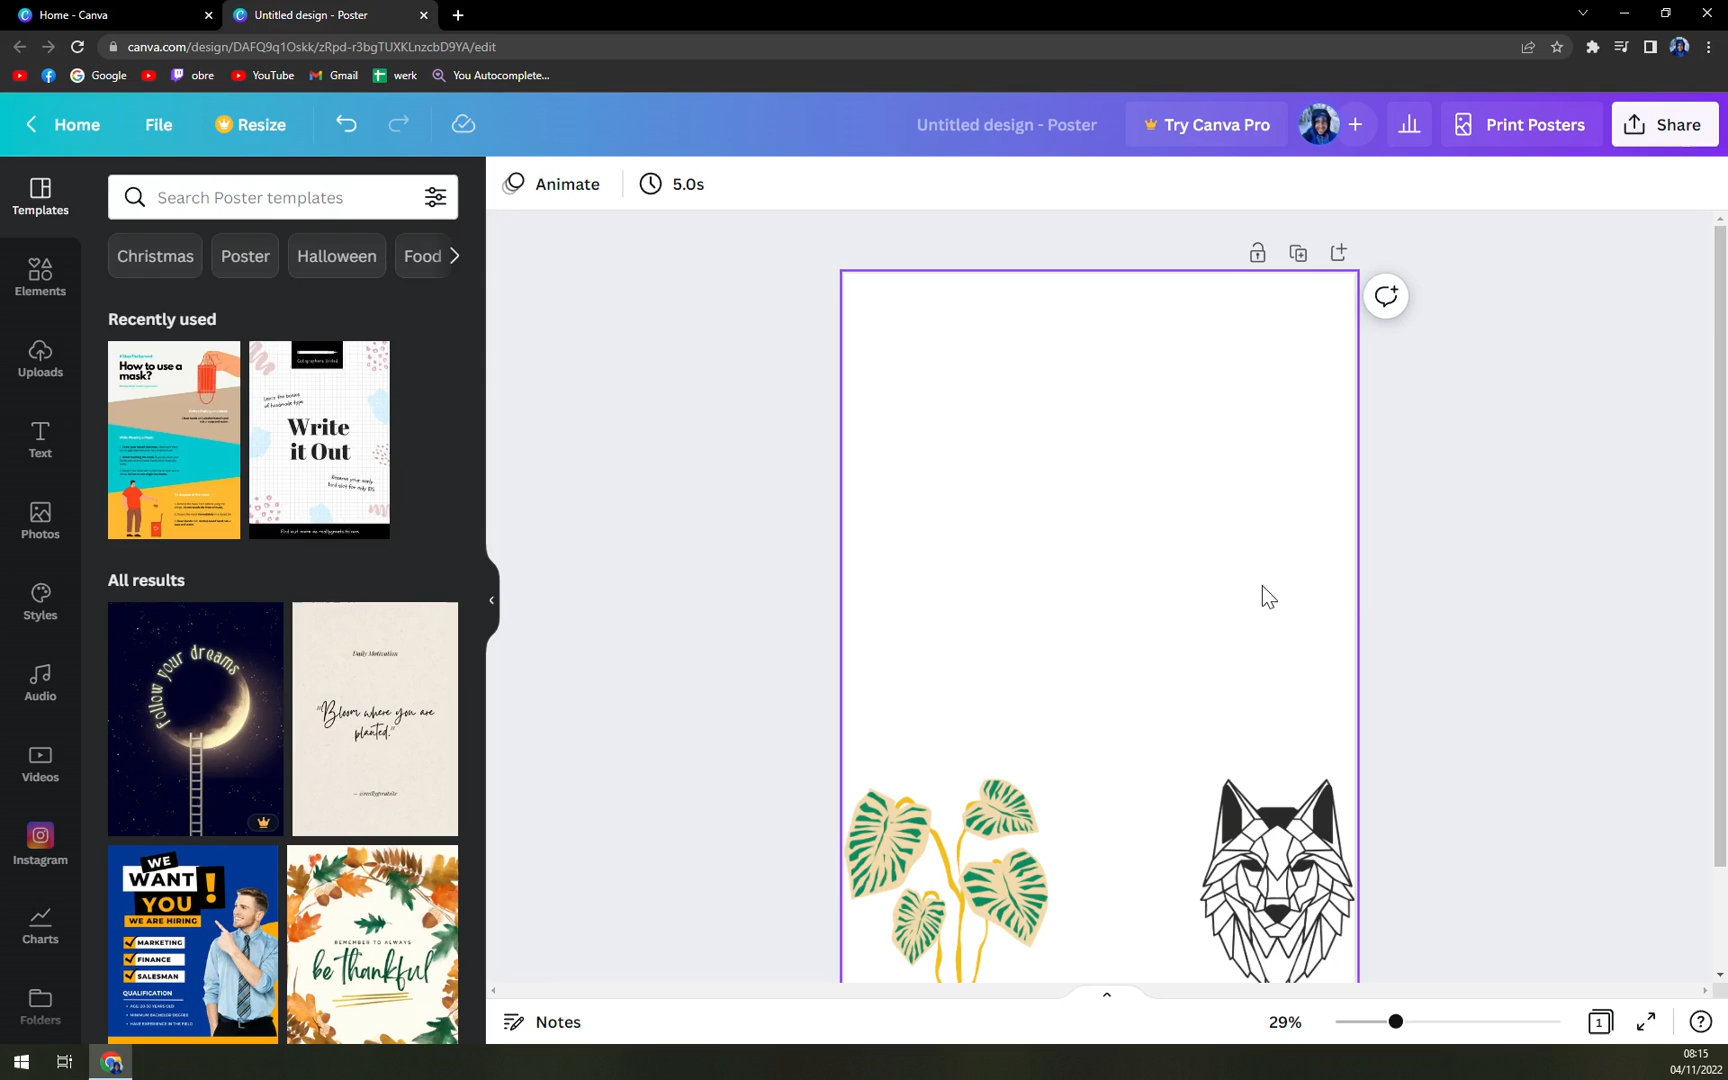 Home - Canva
Untitled design - Poster
canva.com/design/DAFQ9q1Oskk/zRpd-r3bgTUXKLnzcbD9YA/edit
Google
obre
YouTube
Gmail
werk
You Autocomplete...
Home
File
Resize
Untitled design - Poster
Try Canva Pro
Print Posters
Share
Templates
Elements
Uploads
Text
Photos
Styles
Audio
Videos
Instagram
Charts
Folders
Search Poster templates
Christmas
Poster
Halloween
Food
Recently used
How to use a
mask?
Write
it Out
All results
Follow your dreams
Daily Motivation
"Bloom where you are
planted."
WE
WANT
YOU
!
WE ARE HIRING
MARKETING
FINANCE
SALESMAN
QUALIFICATION
REMEMBER TO ALWAYS
be thankful
Animate
5.0s
Notes
29%
1
08:15
04/11/2022